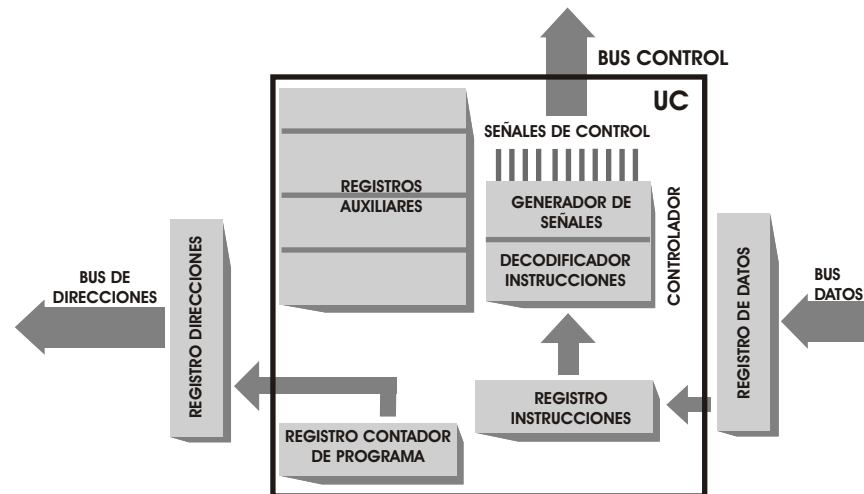 BUS CONTROL
UC
SEÑALES DE CONTROL
REGISTROS
AUXILIARES
GENERADOR DE
SEÑALES
DECODIFICADOR
INSTRUCCIONES
CONTROLADOR
BUS DE
DIRECCIONES
REGISTRO DIRECCIONES
REGISTRO DE DATOS
BUS
DATOS
REGISTRO
INSTRUCCIONES
REGISTRO CONTADOR
DE PROGRAMA